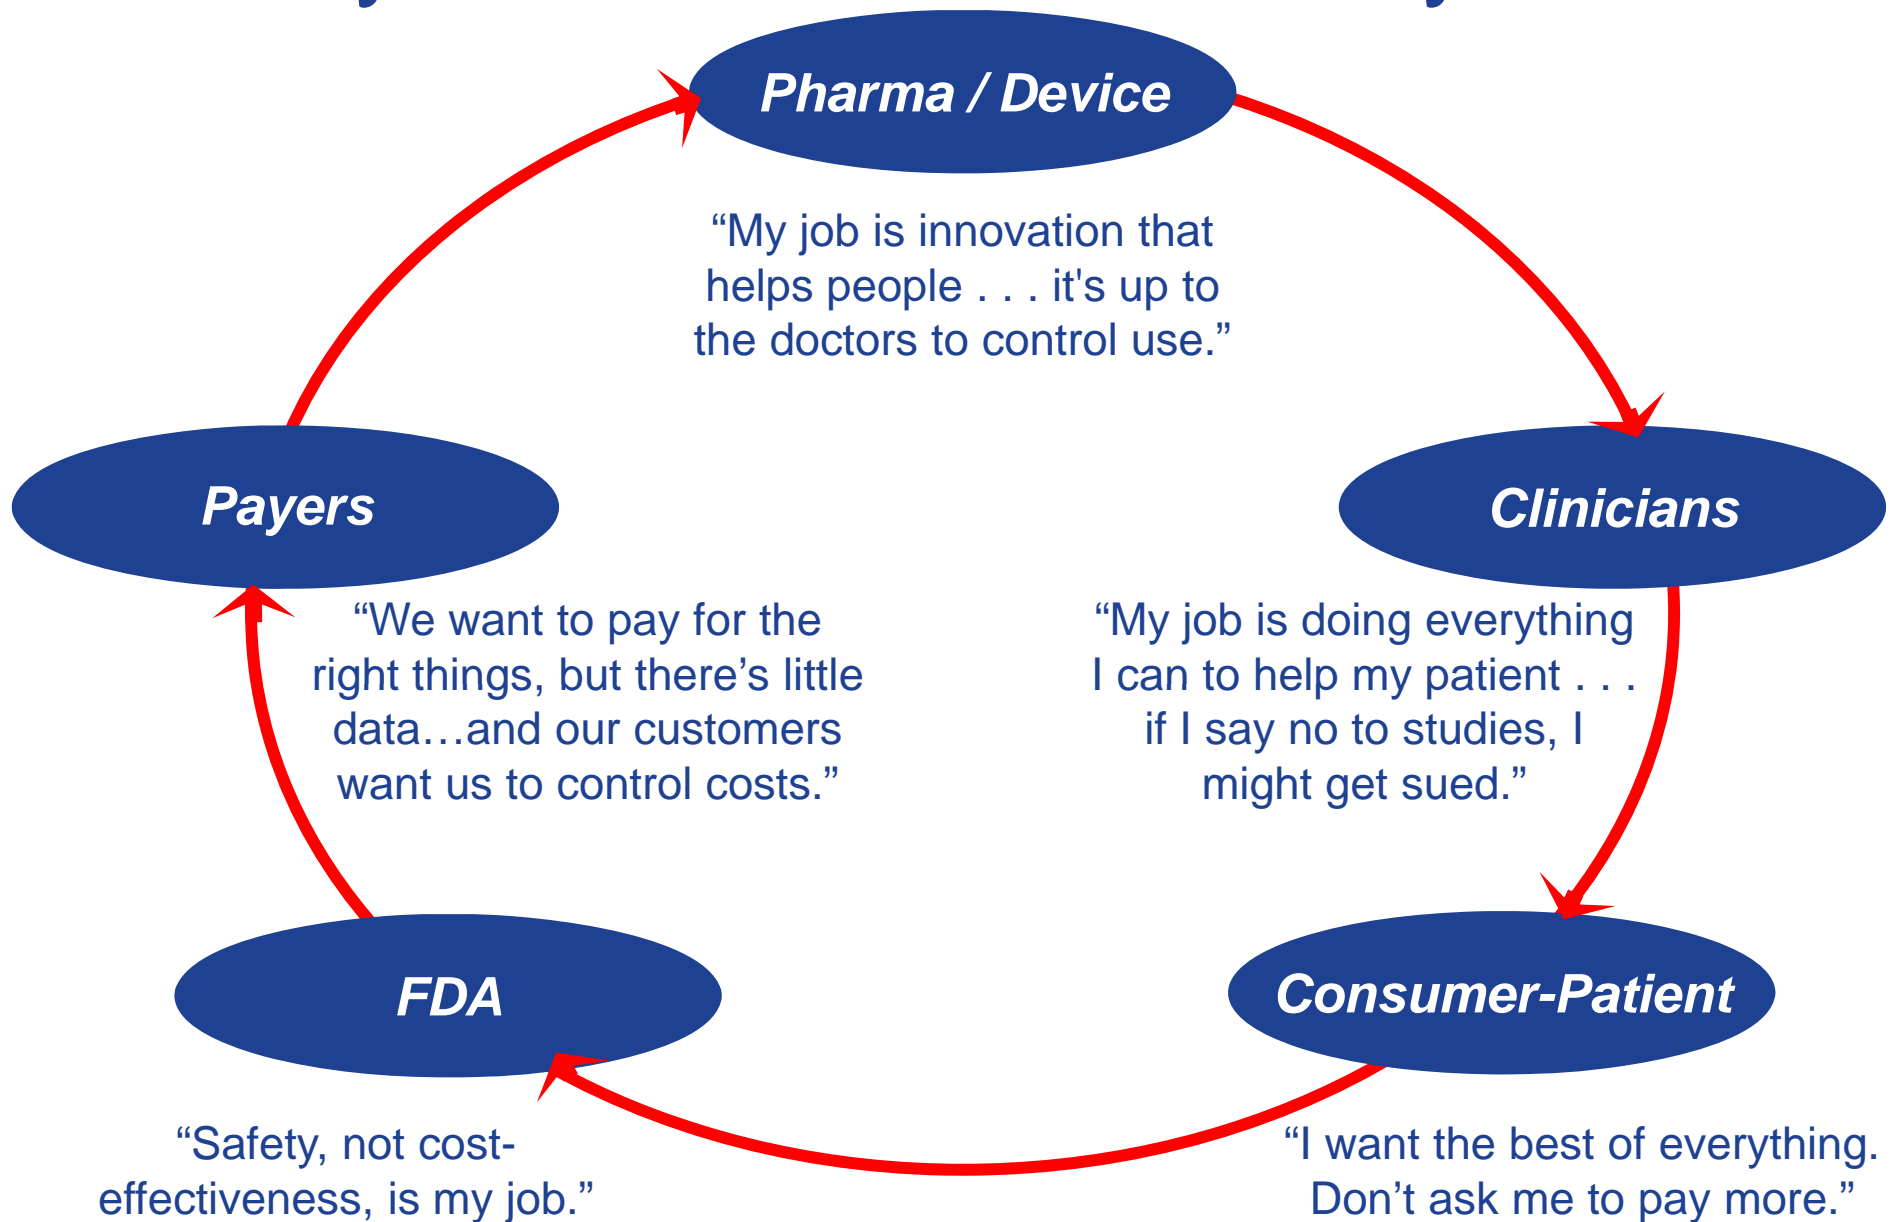 Pharma / Device
“My job is innovation that
helps people . . . it's up to
the doctors to control use.”
Payers
Clinicians
“We want to pay for the
right things, but there’s little
data…and our customers
want us to control costs.”
“My job is doing everything
I can to help my patient . . .
if I say no to studies, I
might get sued.”
FDA
Consumer-Patient
“Safety, not cost-
effectiveness, is my job.”
“I want the best of everything.
Don’t ask me to pay more.”